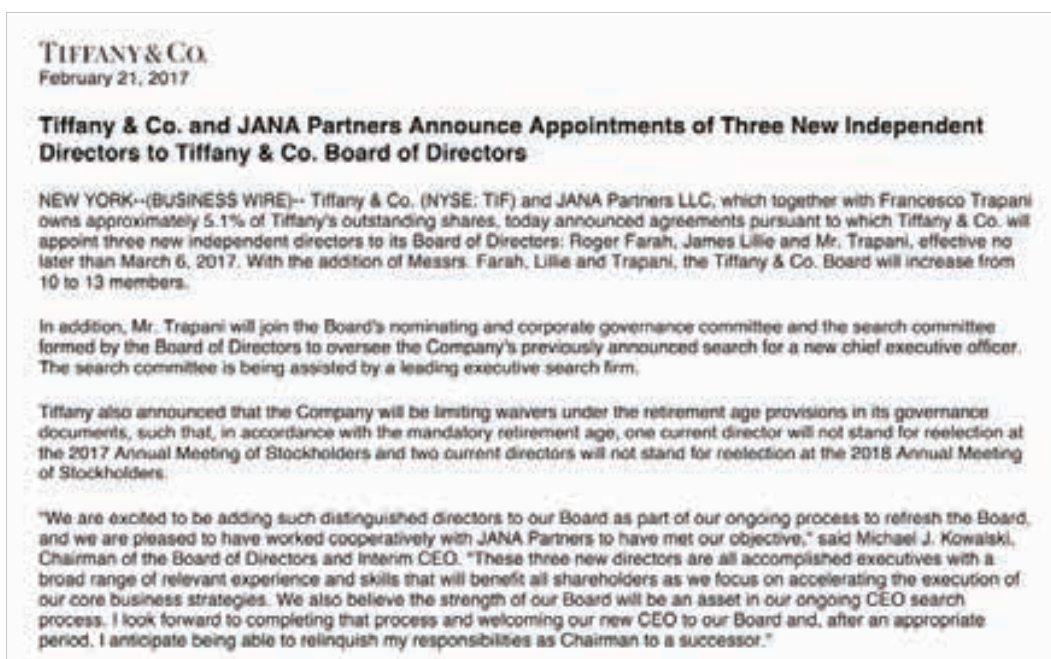 TIFFANY & CO.
February 21, 2017
Tiffany & Co. and JANA Partners Announce Appointments of Three New Independent
Directors to Tiffany & Co. Board of Directors
NEW YORK--(BUSINESS WIRE)-- Tiffany & Co. (NYSE: TIF) and JANA Partners LLC, which together with Francesco Trapani
owns approximately 5.1% of Tiffany's outstanding shares, today announced agreements pursuant to which Tiffany & Co. will
appoint three new independent directors to its Board of Directors: Roger Farah, James Lillie and Mr. Trapani, effective no
later than March 6, 2017. With the addition of Messrs. Farah, Lillie and Trapani, the Tiffany & Co. Board will increase from
10 to 13 members.
In addition, Mr. Trapani will join the Board's nominating and corporate governance committee and the search committee
formed by the Board of Directors to oversee the Company's previously announced search for a new chief executive officer.
The search committee is being assisted by a leading executive search firm.
Tiffany also announced that the Company will be limiting waivers under the retirement age provisions in its governance
documents, such that, in accordance with the mandatory retirement age, one current director will not stand for reelection at
the 2017 Annual Meeting of Stockholders and two current directors will not stand for reelection at the 2018 Annual Meeting
of Stockholders.
"We are excited to be adding such distinguished directors to our Board as part of our ongoing process to refresh the Board,
and we are pleased to have worked cooperatively with JANA Partners to have met our objective," said Michael J. Kowalski,
Chairman of the Board of Directors and Interim CEO. "These three new directors are all accomplished executives with a
broad range of relevant experience and skills that will benefit all shareholders as we focus on accelerating the execution of
our core business strategies. We also believe the strength of our Board will be an asset in our ongoing CEO search
process. I look forward to completing that process and welcoming our new CEO to our Board and, after an appropriate
period, I anticipate being able to relinquish my responsibilities as Chairman to a successor."